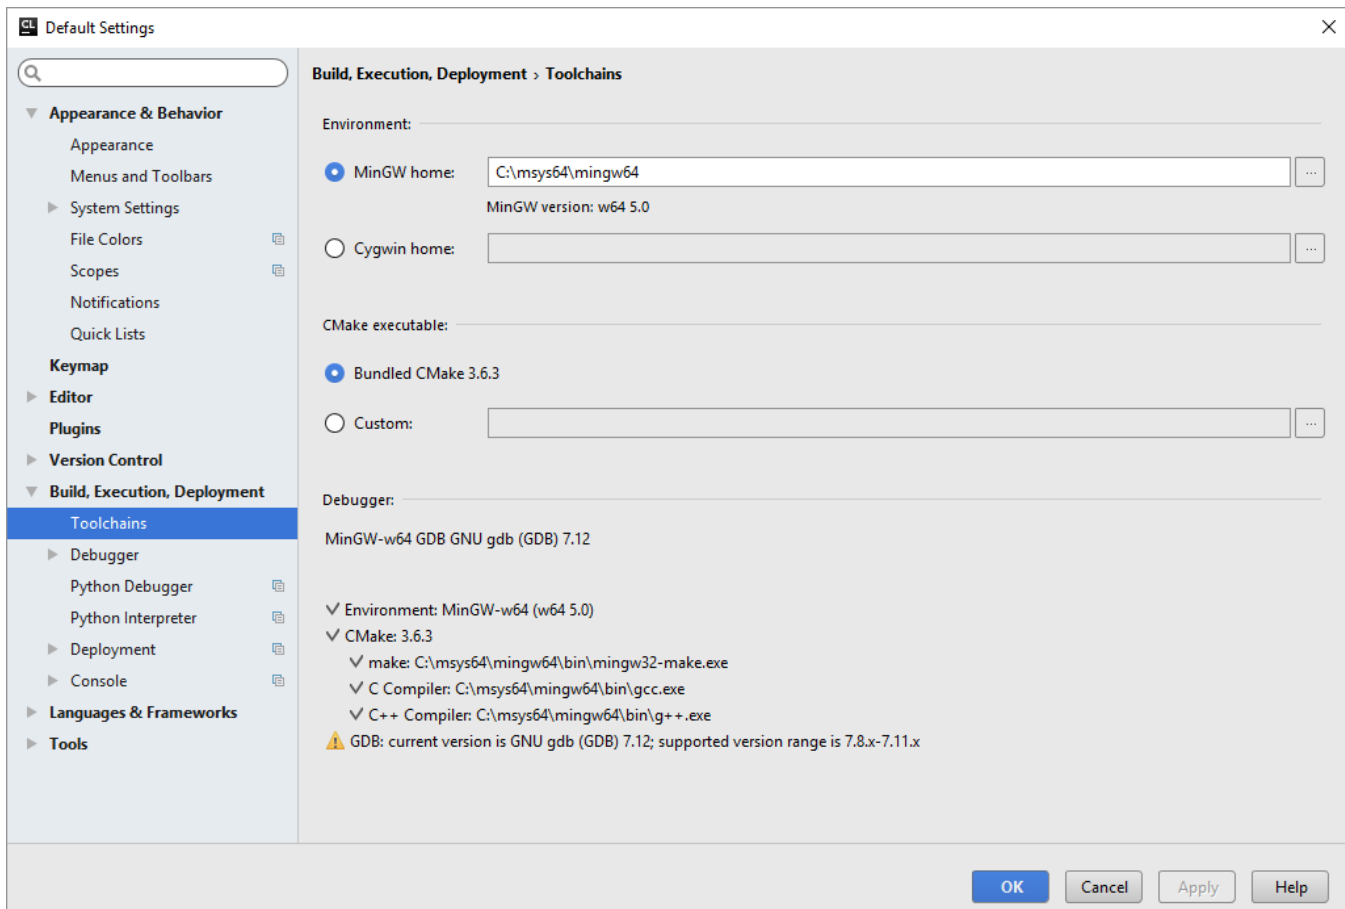 CL Default Settings
Build, Execution, Deployment › Toolchains
Appearance & Behavior
Appearance
Menus and Toolbars
System Settings
File Colors
Scopes
Notifications
Quick Lists
Keymap
Editor
Plugins
Version Control
Build, Execution, Deployment
Toolchains
Debugger
Python Debugger
Python Interpreter
Deployment
Console
Languages & Frameworks
Tools
Environment:
MinGW home: C:\msys64\mingw64 ...
MinGW version: w64 5.0
Cygwin home: ...
CMake executable:
Bundled CMake 3.6.3
Custom: ...
Debugger:
MinGW-w64 GDB GNU gdb (GDB) 7.12
Environment: MinGW-w64 (w64 5.0)
CMake: 3.6.3
make: C:\msys64\mingw64\bin\mingw32-make.exe
C Compiler: C:\msys64\mingw64\bin\gcc.exe
C++ Compiler: C:\msys64\mingw64\bin\g++.exe
GDB: current version is GNU gdb (GDB) 7.12; supported version range is 7.8.x-7.11.x
OK Cancel Apply Help